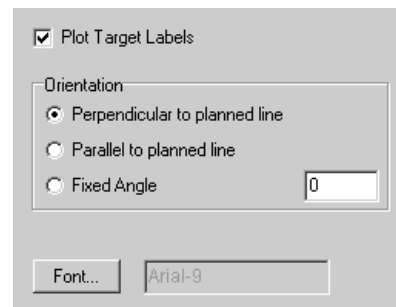 Plot Target Labels
Orientation
Perpendicular to planned line
Parallel to planned line
Fixed Angle 0
Font... Arial-9